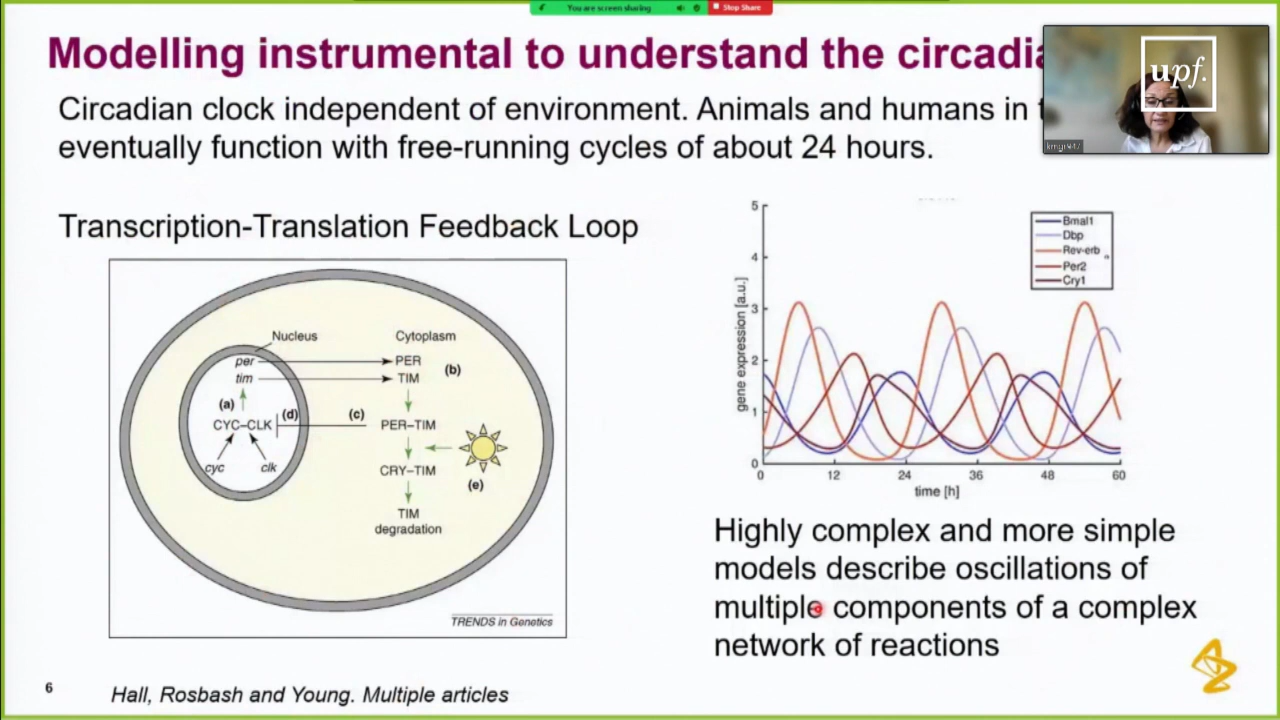 You are screen sharing
Stop Share
Modelling instrumental to understand the circadia
upf.
Circadian clock independent of environment. Animals and humans in t
eventually function with free-running cycles of about 24 hours.
Transcription-Translation Feedback Loop
Nucleus
Cytoplasm
per
PER
(b)
tim
TIM
(a)
(d)
(c)
CYC–CLK
PER–TIM
cyc
clk
CRY–TIM
(e)
TIM
degradation
TRENDS in Genetics
Bmal1
Dbp
Rev-erb
Per2
Cry1
gene expression [a.u.]
5
4
3
2
1
0
0
12
24
36
48
60
time [h]
Highly complex and more simple
models describe oscillations of
multiple components of a complex
network of reactions
6
Hall, Rosbash and Young. Multiple articles